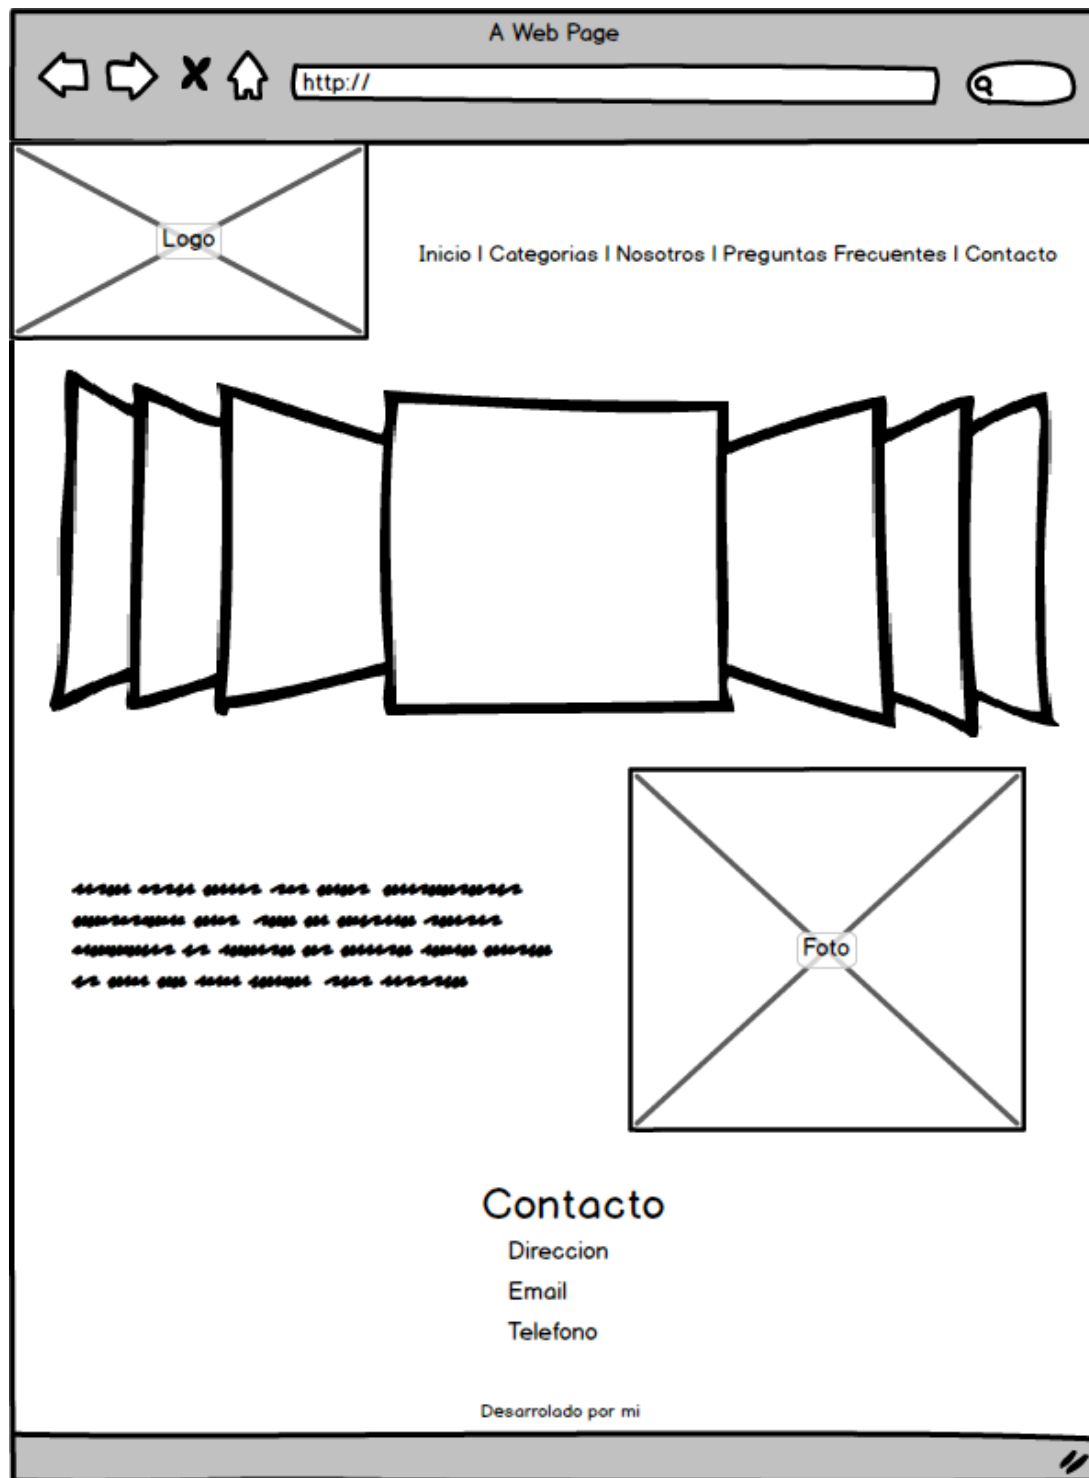 A Web Page
http://
Logo
Inicio | Categorias | Nosotros | Preguntas Frecuentes | Contacto
Foto
Contacto
Direccion
Email
Telefono
Desarrolado por mi